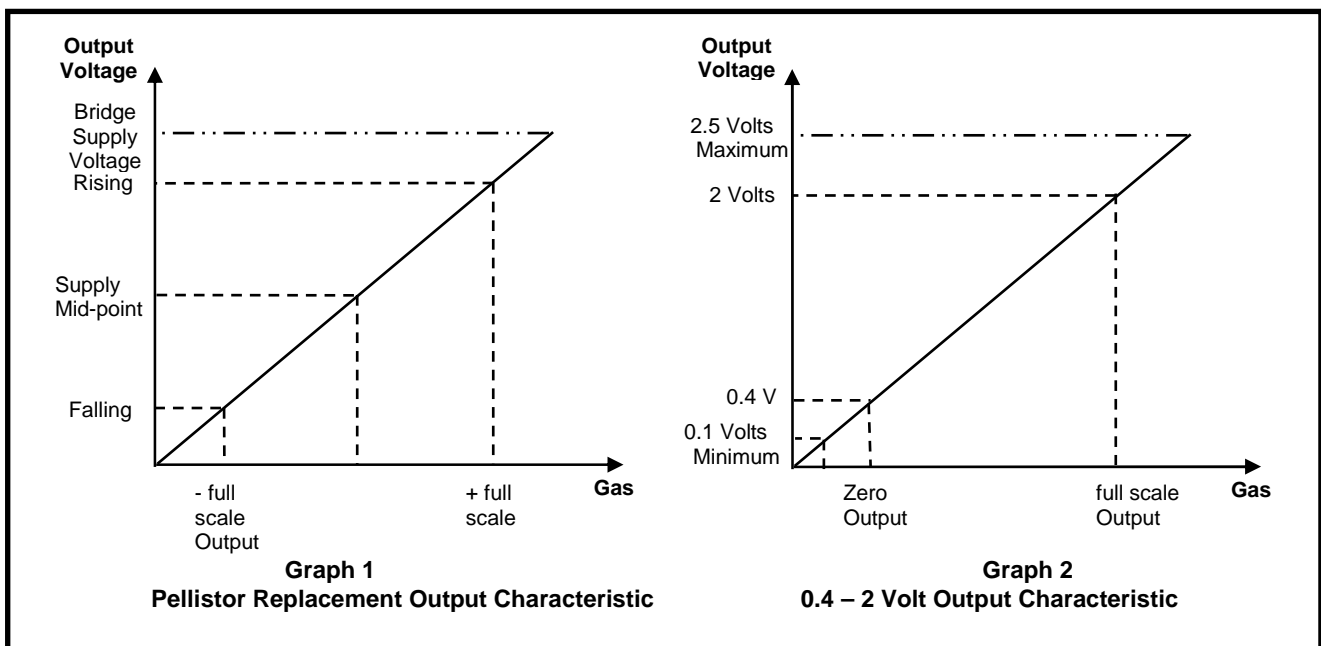 Output
Voltage
Bridge
Supply
Voltage
Rising
Supply
Mid-point
Falling
- full
scale
Output
+ full
scale
Gas
Graph 1
Pellistor Replacement Output Characteristic
Output
Voltage
2.5 Volts
Maximum
2 Volts
0.4 V
0.1 Volts
Minimum
Zero
Output
full scale
Output
Gas
Graph 2
0.4 – 2 Volt Output Characteristic